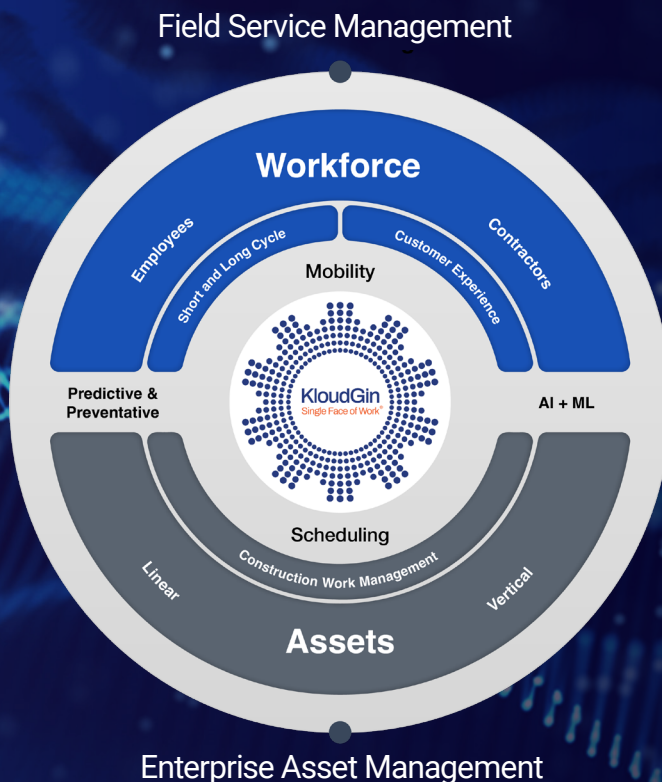 Field Service Management
Workforce
Employees
Contractors
Short and Long Cycle
Customer Experience
Mobility
KloudGin
Single Face of Work®
Predictive &
Preventative
AI + ML
Scheduling
Construction Work Management
Linear
Vertical
Assets
Enterprise Asset Management